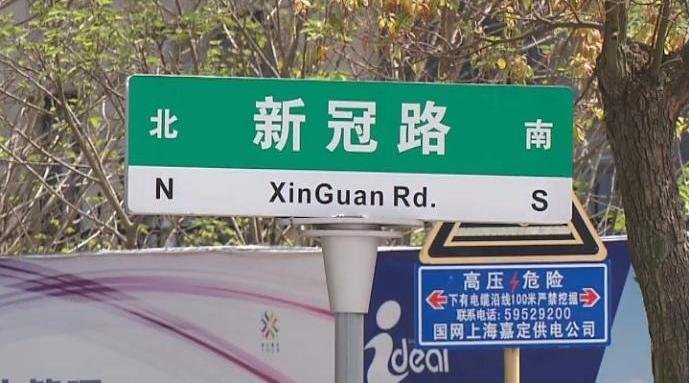 北 新冠路 南
N XinGuan Rd. S
高压 危险
下有电缆沿线100米严禁挖掘
联系电话:59529200
国网上海嘉定供电公司
ideal